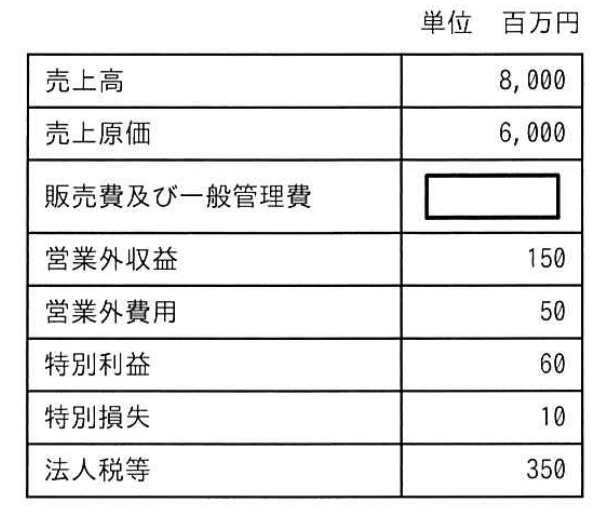 単位　百万円
売上高 8,000
売上原価 6,000
販売費及び一般管理費
営業外収益 150
営業外費用 50
特別利益 60
特別損失 10
法人税等 350